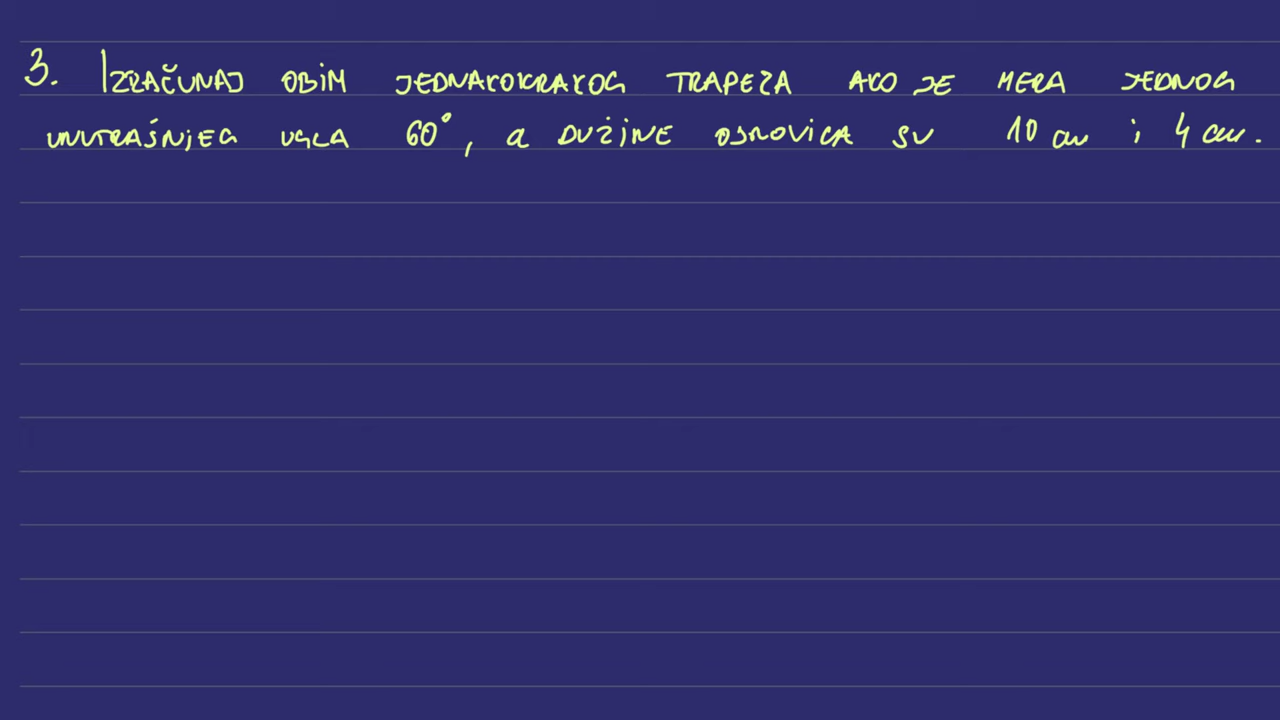 3. IZRAČUNAJ OBIM JEDNAKOKRAKOG TRAPEZA AKO JE MERA JEDNOG
UNUTRAŠNJEG UGLA 60°, a DUŽINE OSNOVICA SU 10 cm i 4 cm.